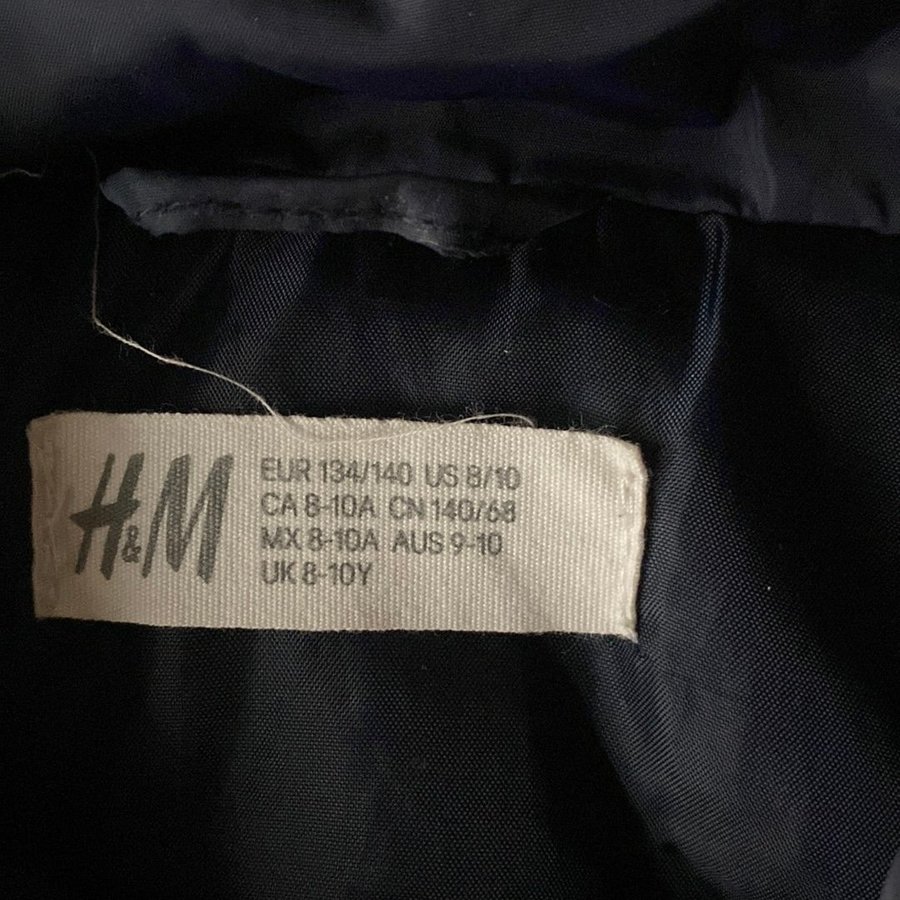 H&M
EUR 134/140 US 8/10
CA 8-10A CN 140/68
MX 8-10A AUS 9-10
UK 8-10Y